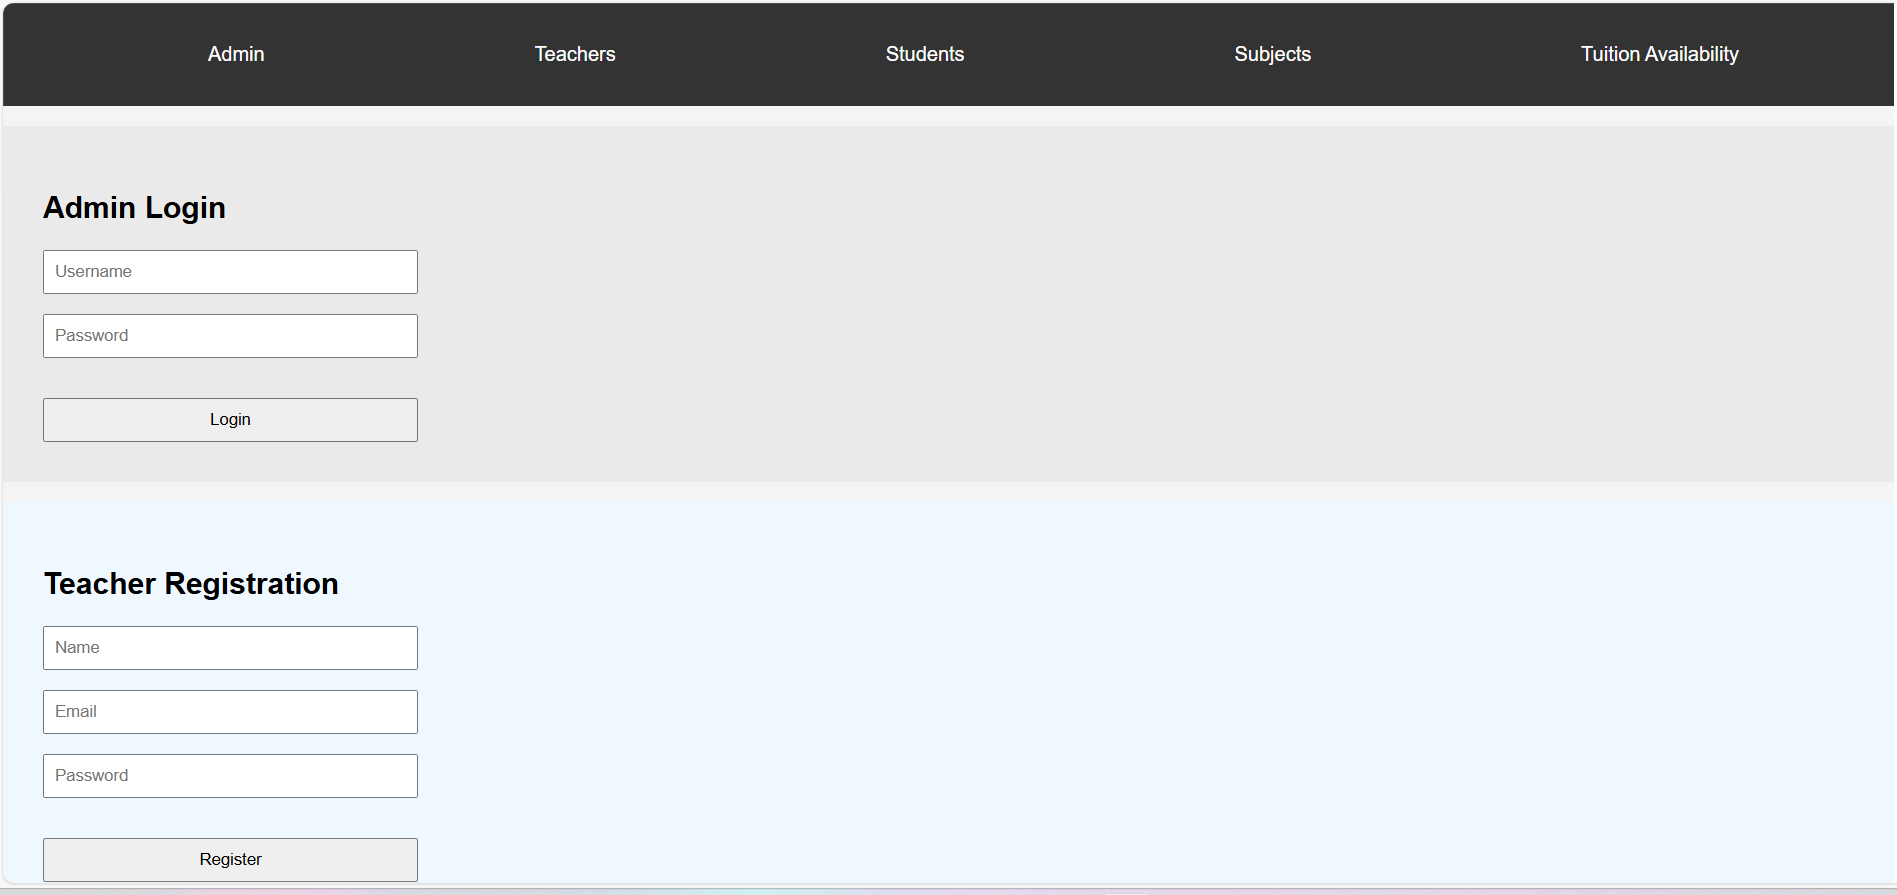 Admin Teachers Students Subjects Tuition Availability
Admin Login
Username
Password
Login
Teacher Registration
Name
Email
Password
Register